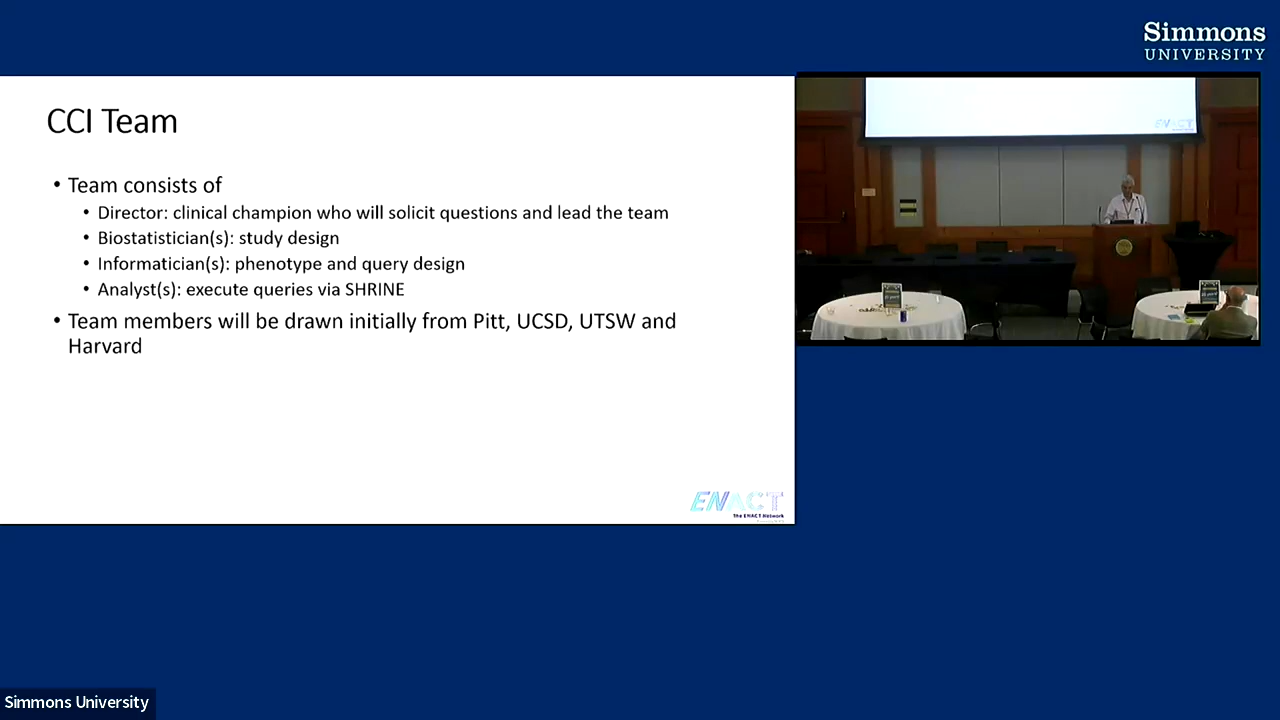 Simmons
UNIVERSITY
CCI Team
• Team consists of
• Director: clinical champion who will solicit questions and lead the team
• Biostatistician(s): study design
• Informatician(s): phenotype and query design
• Analyst(s): execute queries via SHRINE
• Team members will be drawn initially from Pitt, UCSD, UTSW and
Harvard
ENACT
The ENACT Network
ENACT
Simmons University